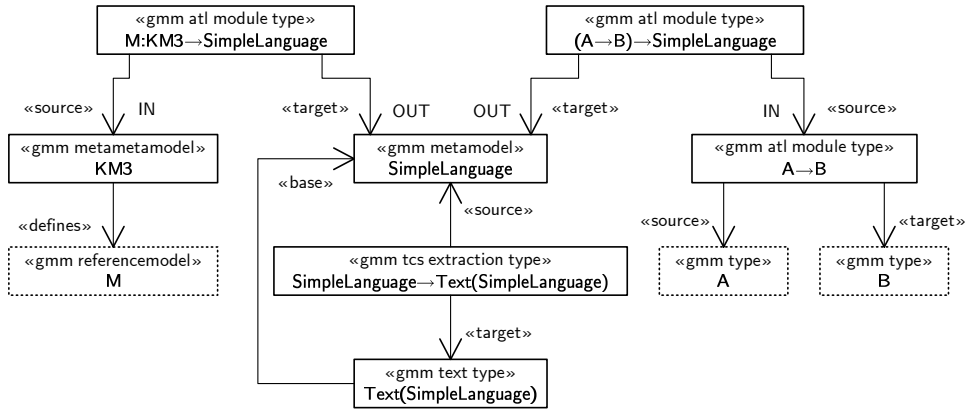 «gmm atl module type»
M:KM3→SimpleLanguage
«gmm atl module type»
(A→B)→SimpleLanguage
«source»
IN
«target»
OUT
OUT
«target»
IN
«source»
«gmm metametamodel»
KM3
«gmm metamodel»
SimpleLanguage
«gmm atl module type»
A→B
«base»
«source»
«defines»
«source»
«target»
«gmm referencemodel»
M
«gmm tcs extraction type»
SimpleLanguage→Text(SimpleLanguage)
«gmm type»
A
«gmm type»
B
«target»
«gmm text type»
Text(SimpleLanguage)